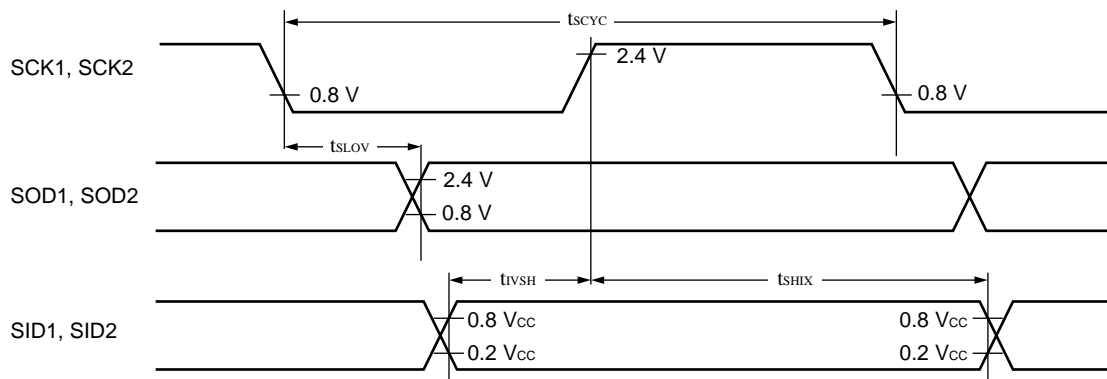 tSCYC
SCK1, SCK2
2.4 V
0.8 V
0.8 V
tSLOV
SOD1, SOD2
2.4 V
0.8 V
tIVSH
tSHIX
SID1, SID2
0.8 VCC
0.8 VCC
0.2 VCC
0.2 VCC